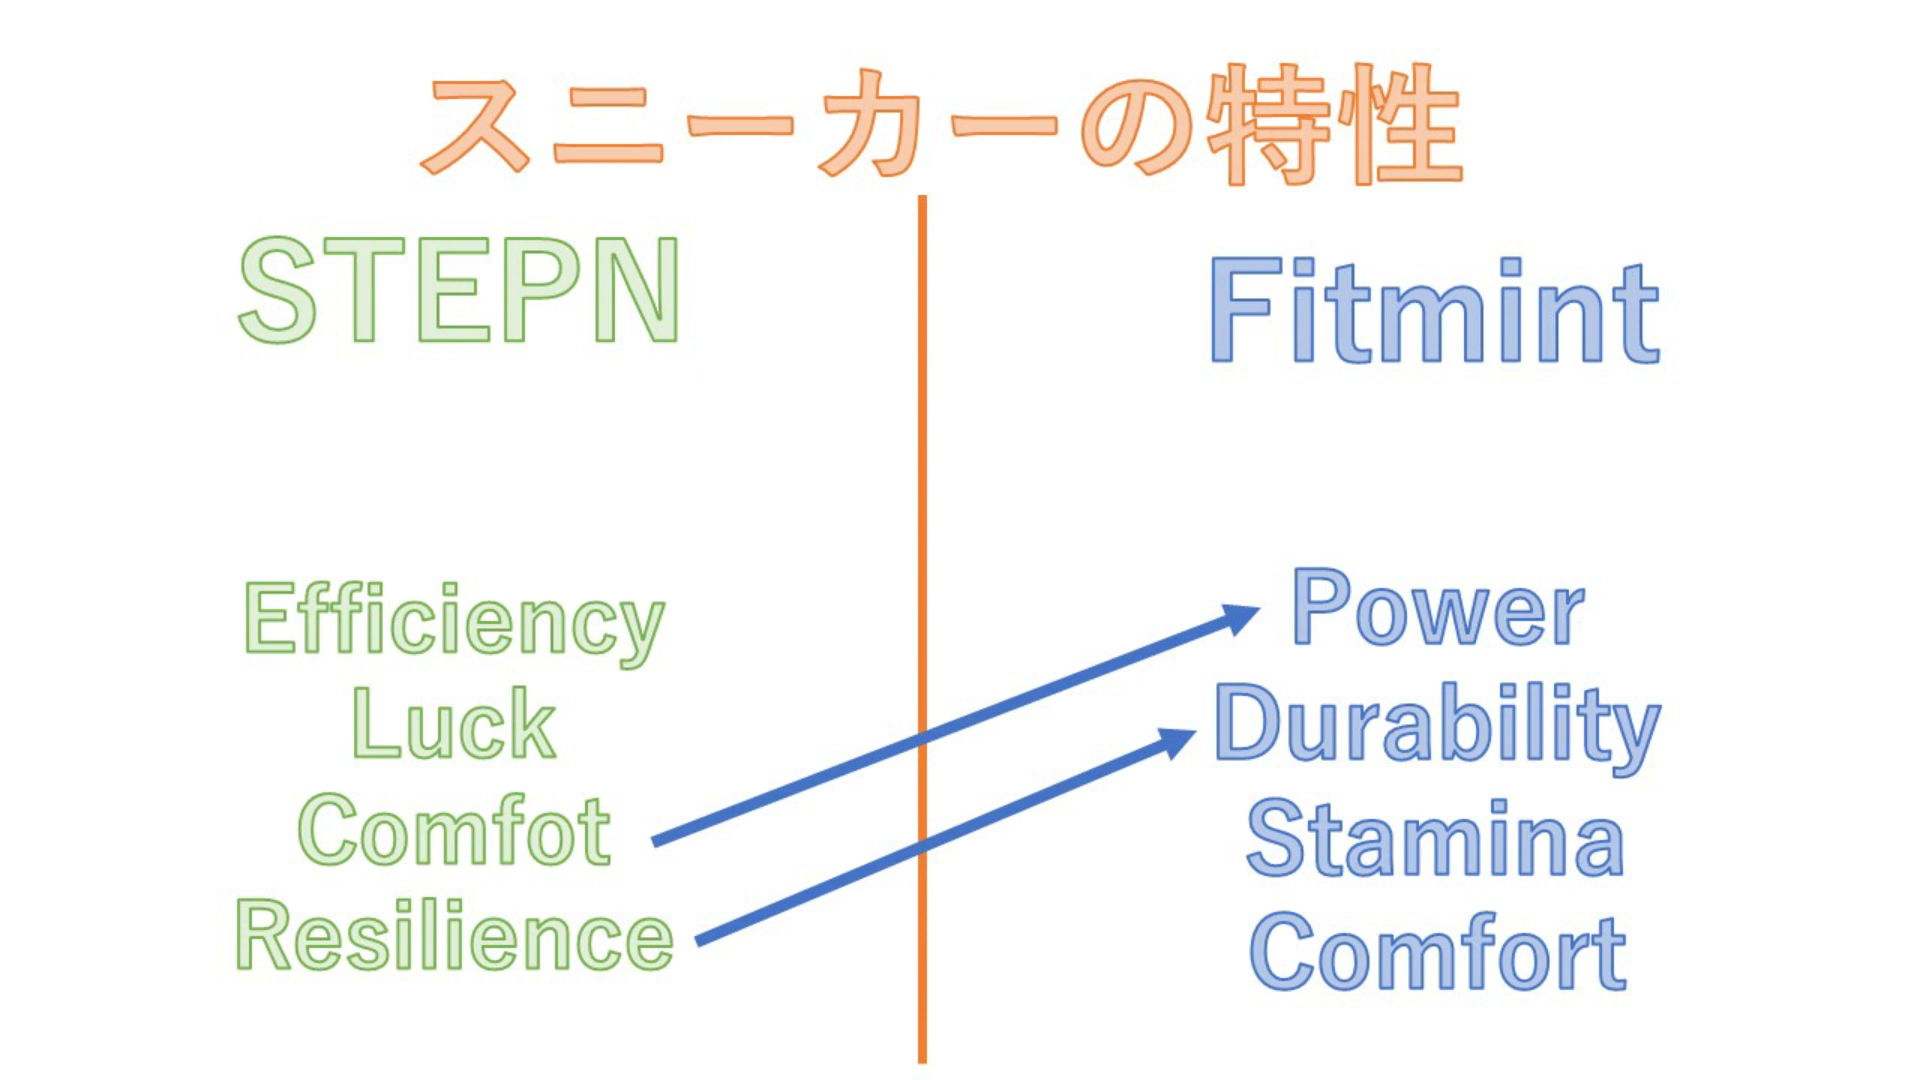 スニーカーの特性
STEPN
Efficiency
Luck
Comfot
Resilience
Fitmint
Power
Durability
Stamina
Comfort